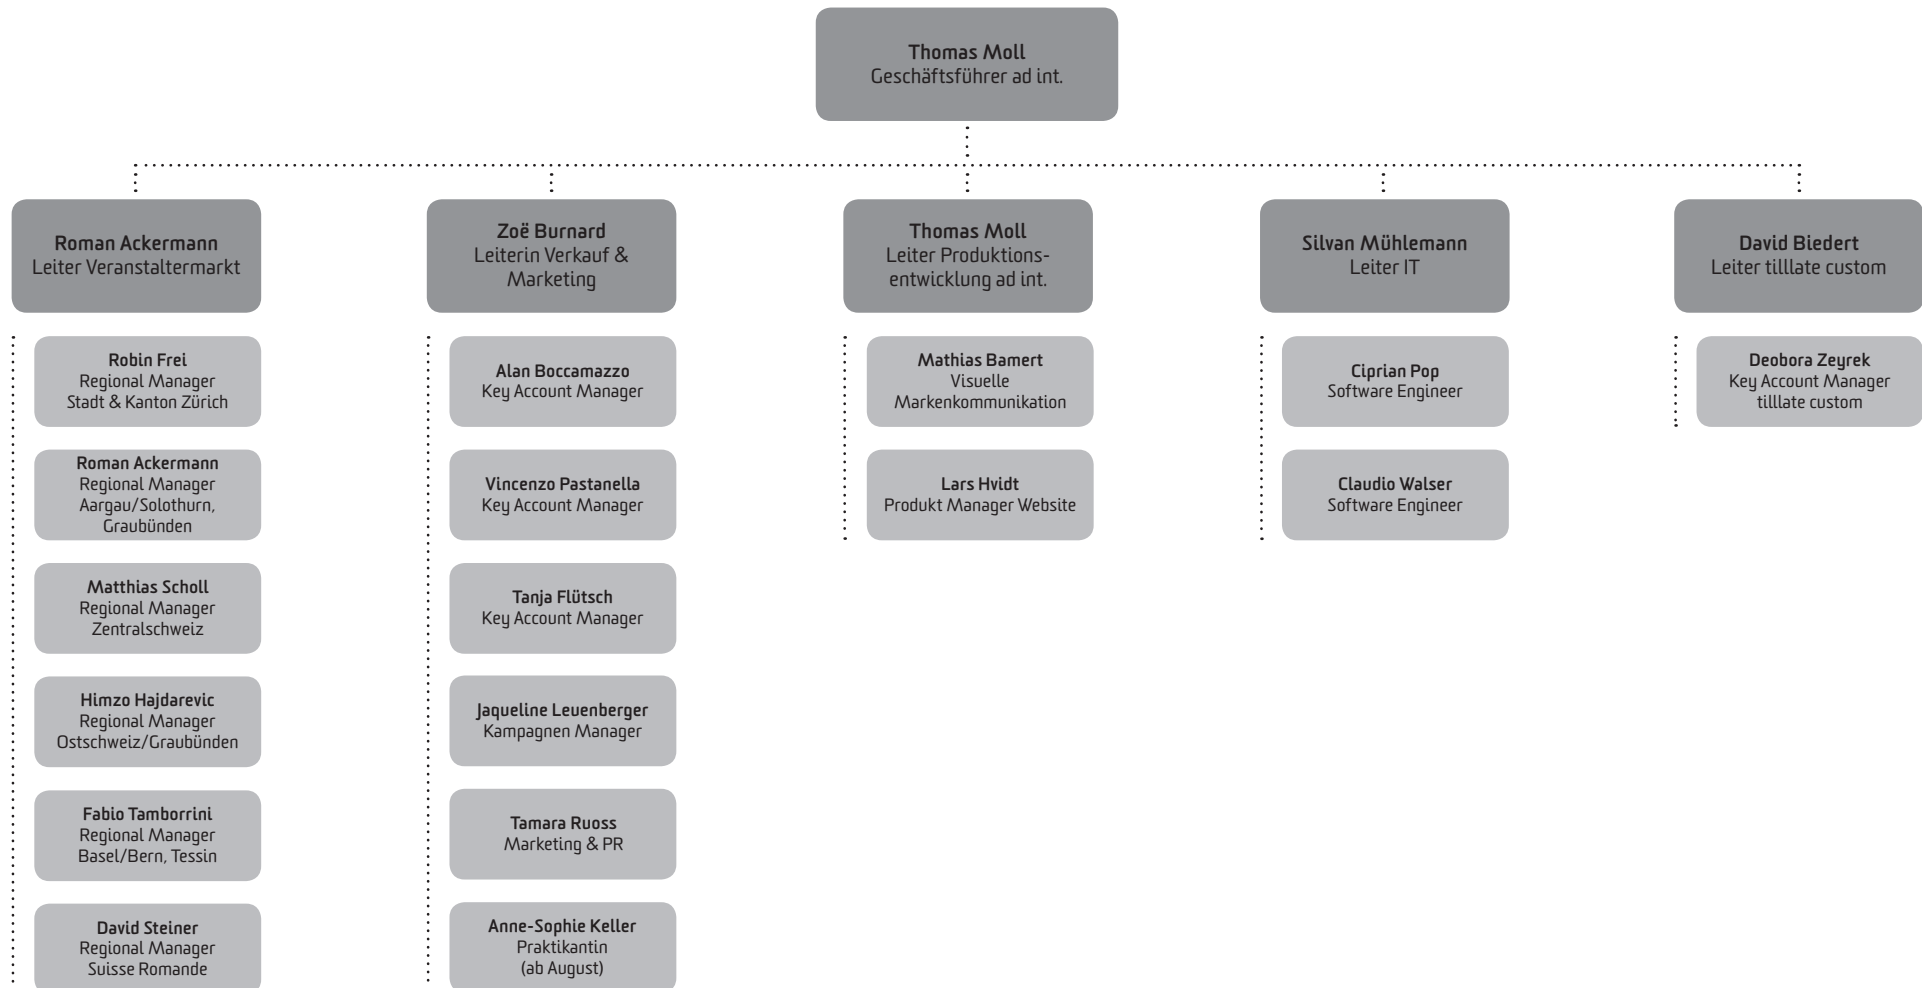 Thomas Moll
Geschäftsführer ad int.
Roman Ackermann
Leiter Veranstaltermarkt
Zoë Burnard
Leiterin Verkauf &
Marketing
Thomas Moll
Leiter Produktions-
entwicklung ad int.
Silvan Mühlemann
Leiter IT
David Biedert
Leiter tilllate custom
Robin Frei
Regional Manager
Stadt & Kanton Zürich
Roman Ackermann
Regional Manager
Aargau/Solothurn,
Graubünden
Matthias Scholl
Regional Manager
Zentralschweiz
Himzo Hajdarevic
Regional Manager
Ostschweiz/Graubünden
Fabio Tamborrini
Regional Manager
Basel/Bern, Tessin
David Steiner
Regional Manager
Suisse Romande
Alan Boccamazzo
Key Account Manager
Vincenzo Pastanella
Key Account Manager
Tanja Flütsch
Key Account Manager
Jaqueline Leuenberger
Kampagnen Manager
Tamara Ruoss
Marketing & PR
Anne-Sophie Keller
Praktikantin
(ab August)
Mathias Bamert
Visuelle
Markenkommunikation
Lars Hvidt
Produkt Manager Website
Ciprian Pop
Software Engineer
Claudio Walser
Software Engineer
Deobora Zeyrek
Key Account Manager
tilllate custom